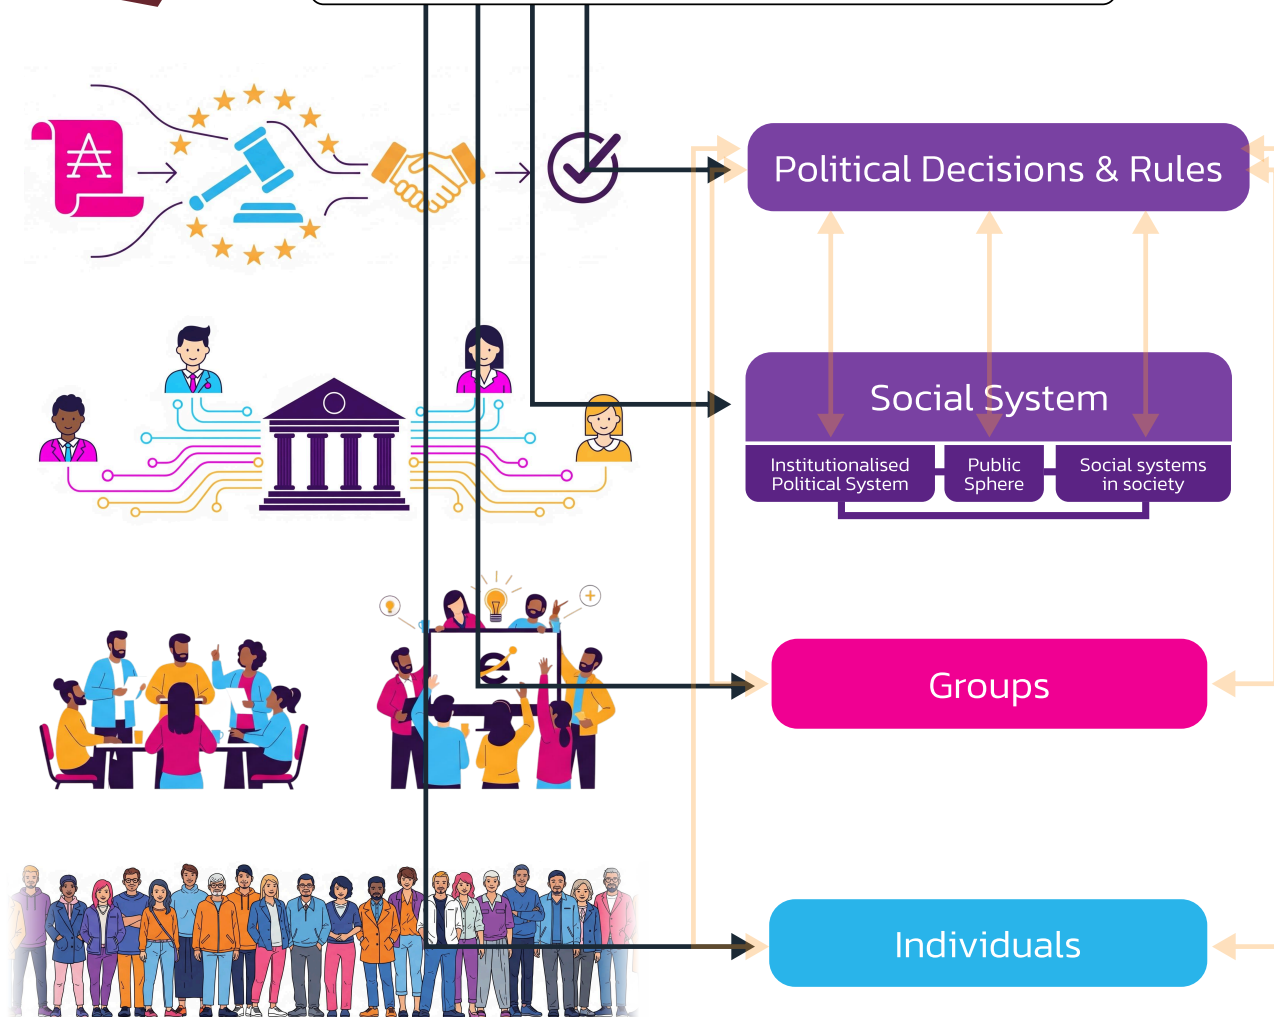 Political Decisions & Rules
Social System
Institutionalised
Political System
Public
Sphere
Social systems
in society
Groups
Individuals